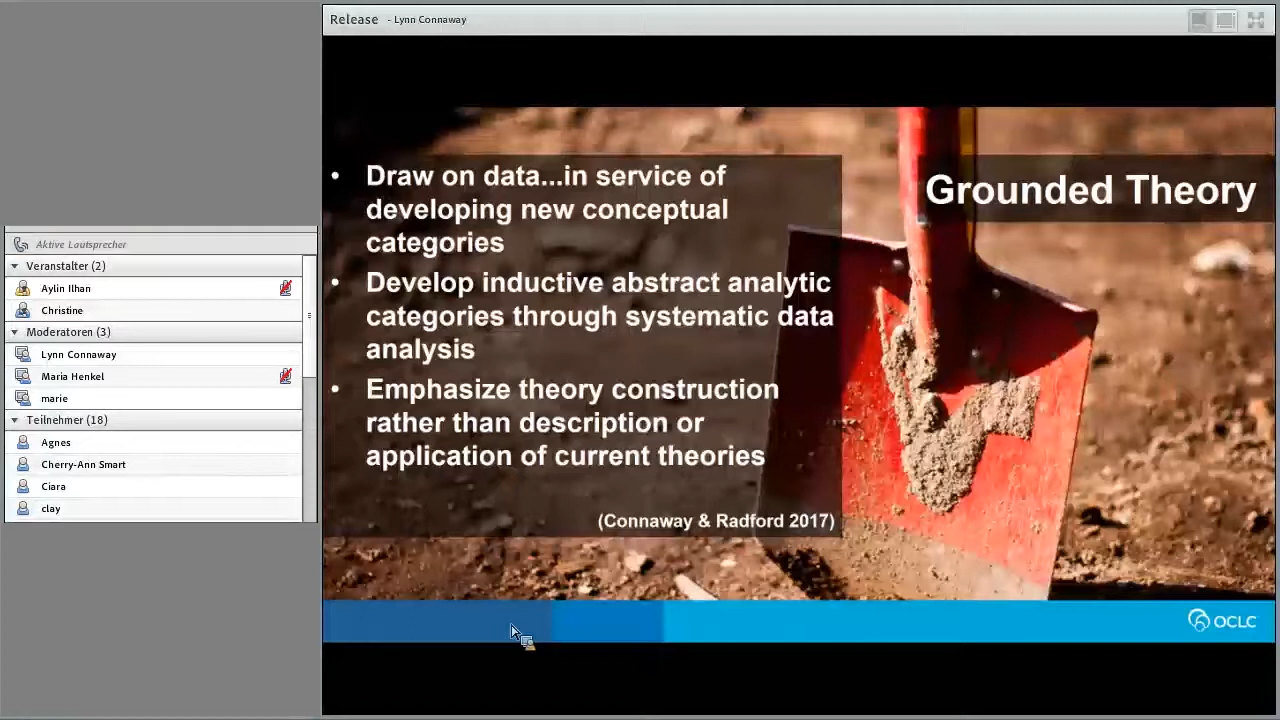 Release - Lynn Connaway
Aktive Lautsprecher
Veranstalter (2)
Aylin Ilhan
Christine
Moderatoren (3)
Lynn Connaway
Maria Henkel
marie
Teilnehmer (18)
Agnes
Cherry-Ann Smart
Ciara
clay
Grounded Theory
• Draw on data...in service of
developing new conceptual
categories
• Develop inductive abstract analytic
categories through systematic data
analysis
• Emphasize theory construction
rather than description or
application of current theories
(Connaway & Radford 2017)
OCLC